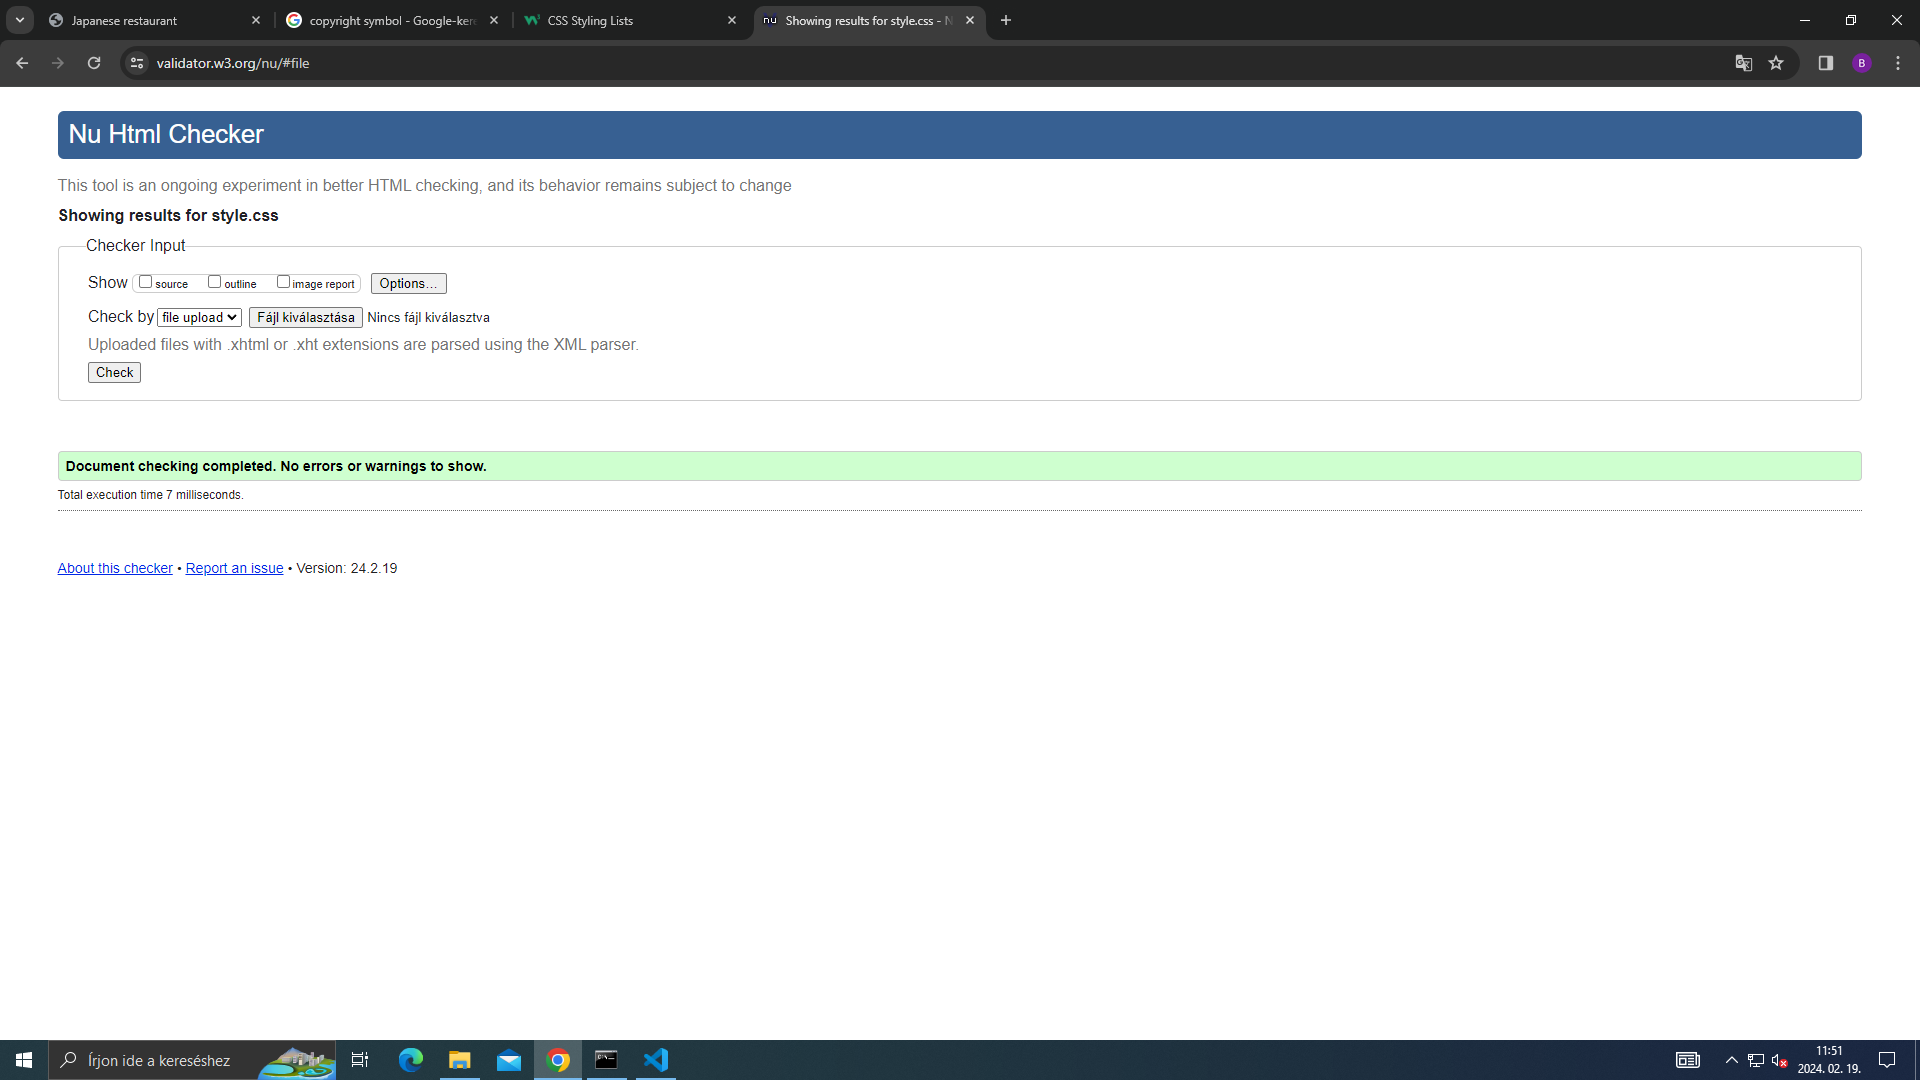 Japanese restaurant
copyright symbol - Google-kere
CSS Styling Lists
nu Showing results for style.css - N
validator.w3.org/nu/#file
B
Nu Html Checker
This tool is an ongoing experiment in better HTML checking, and its behavior remains subject to change
Showing results for style.css
Checker Input
Show source outline image report Options...
Check by file upload Fájl kiválasztása Nincs fájl kiválasztva
Uploaded files with .xhtml or .xht extensions are parsed using the XML parser.
Check
Document checking completed. No errors or warnings to show.
Total execution time 7 milliseconds.
About this checker • Report an issue • Version: 24.2.19
Írjon ide a kereséshez
11:51
2024. 02. 19.